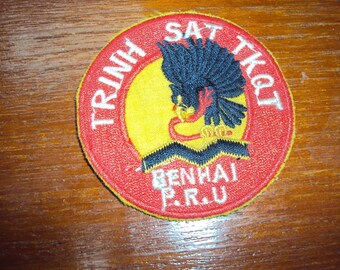 TRINH SAT TKQT
BENHAI
P.R.U